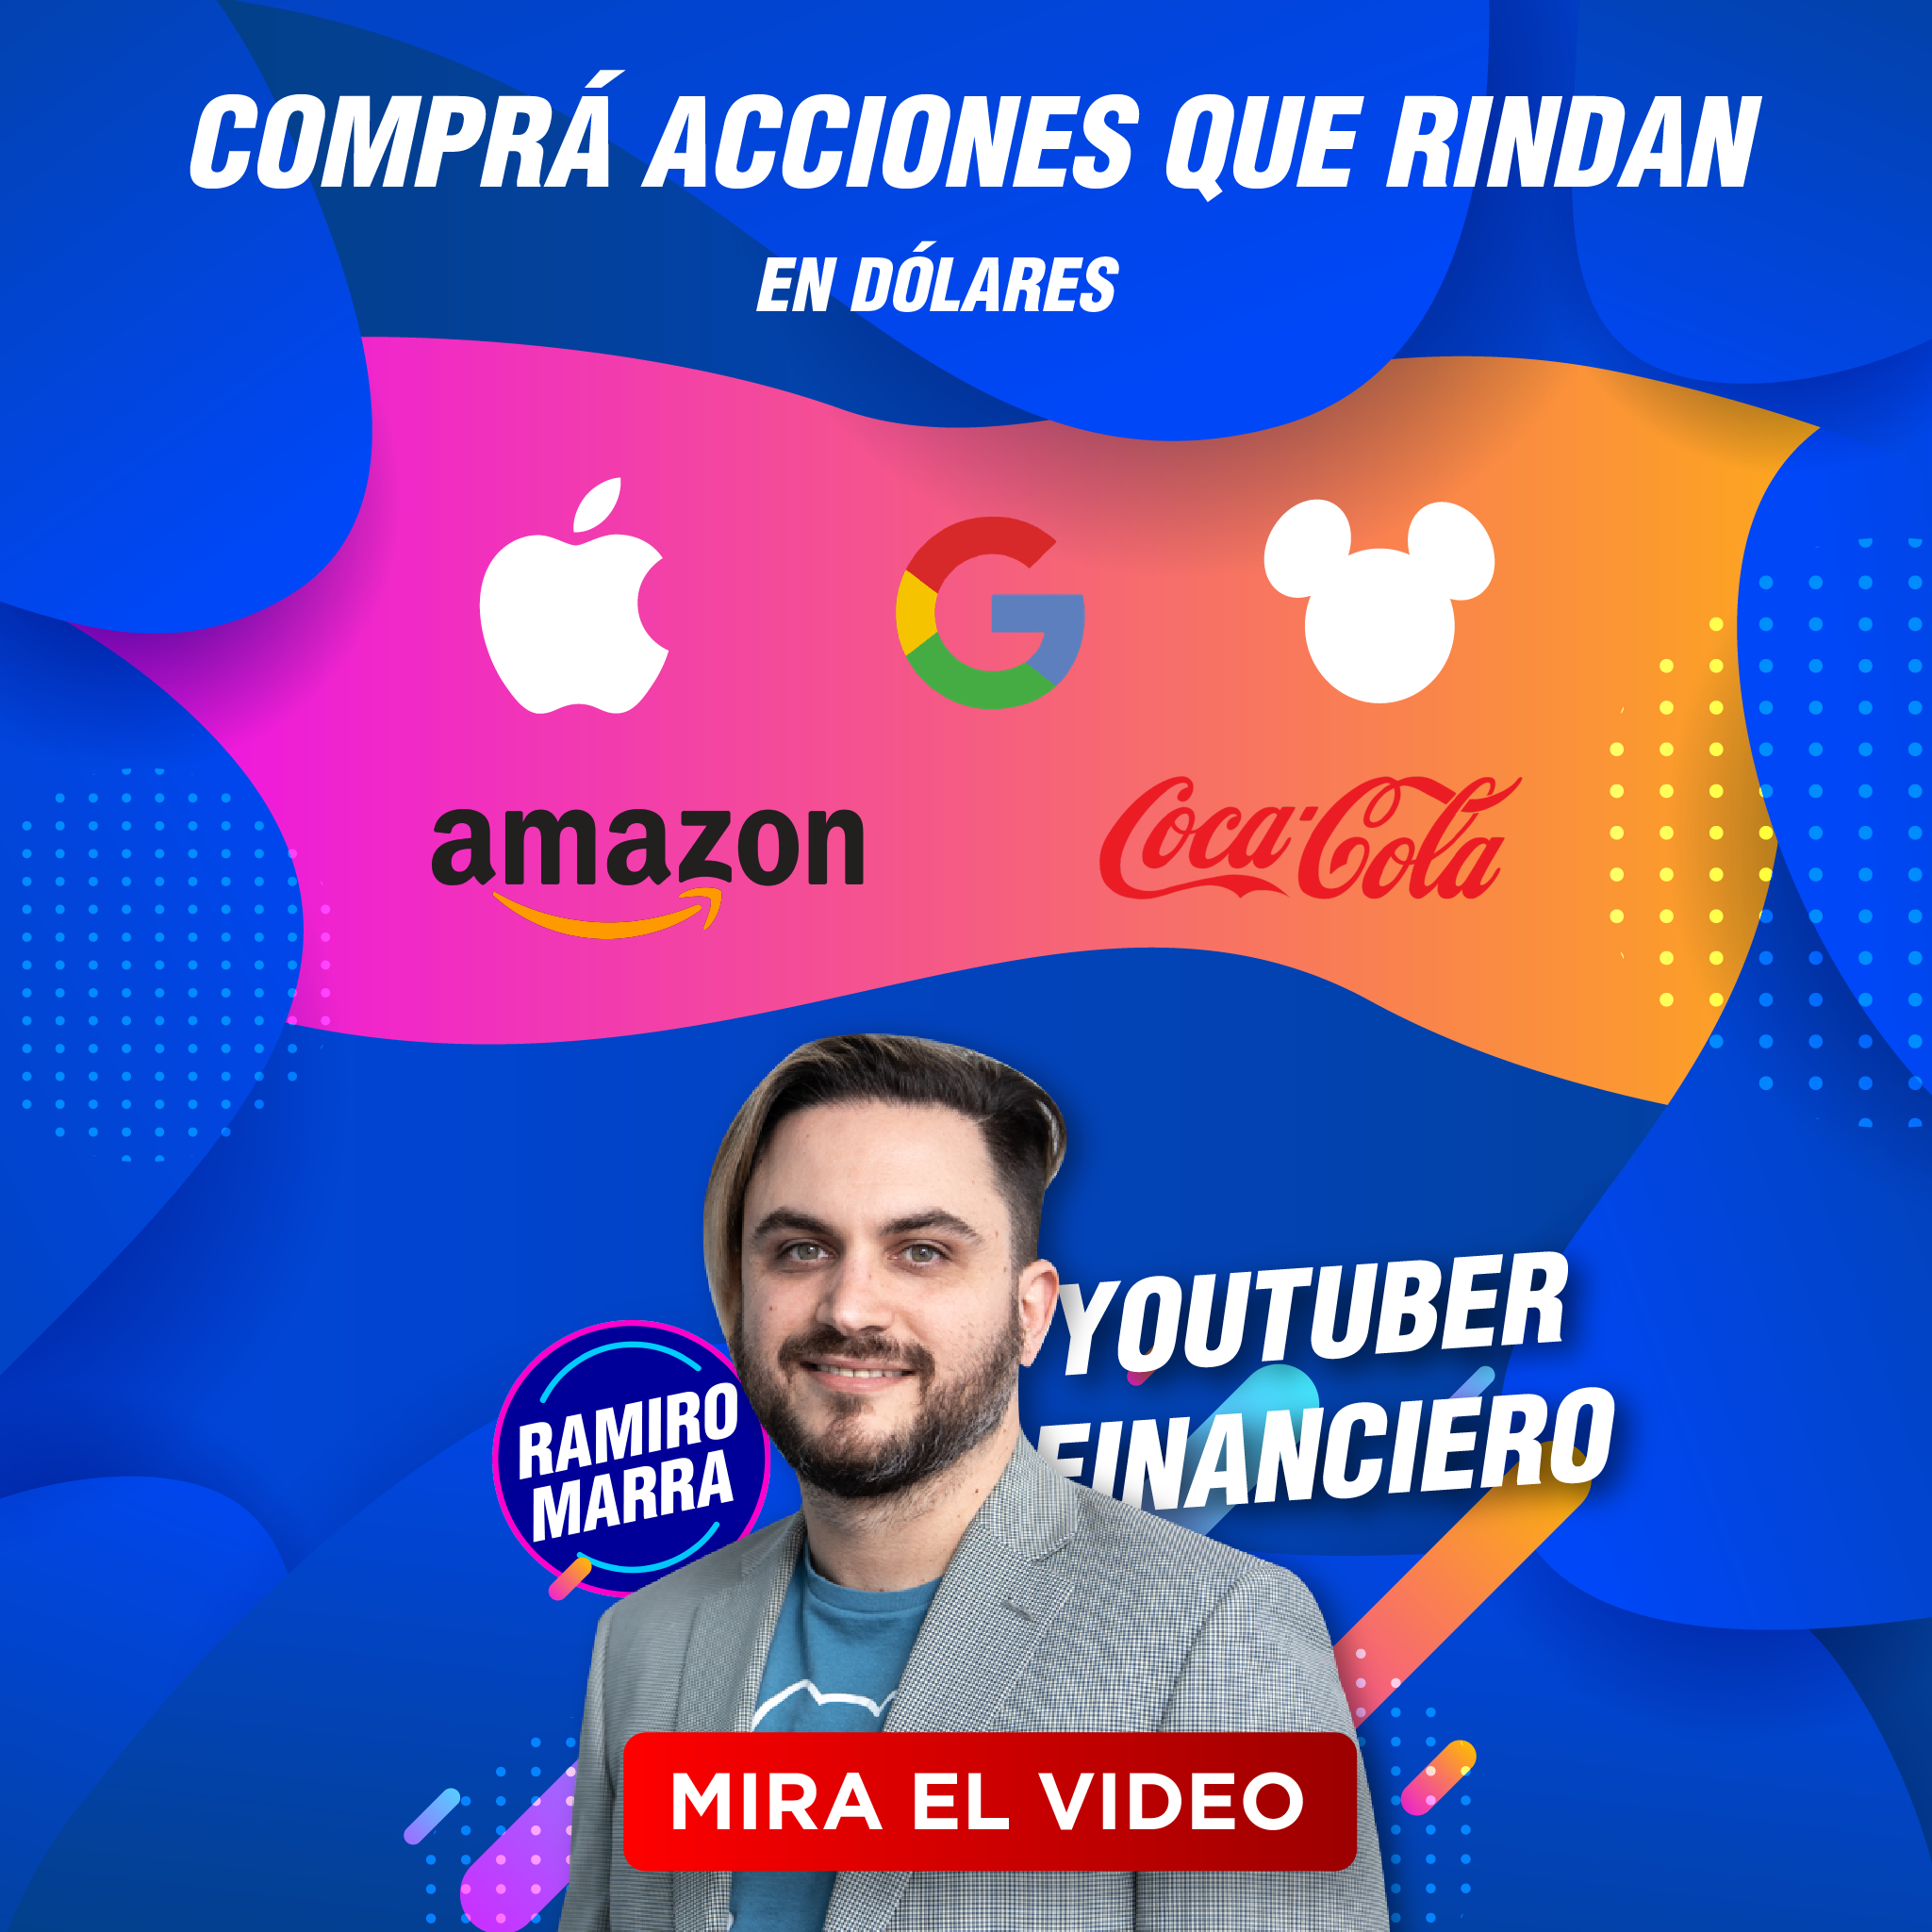 COMPRÁ ACCIONES QUE RINDAN
EN DÓLARES
G
amazon
Coca-Cola
YOUTUBER
FINANCIERO
RAMIRO
MARRA
MIRA EL VIDEO